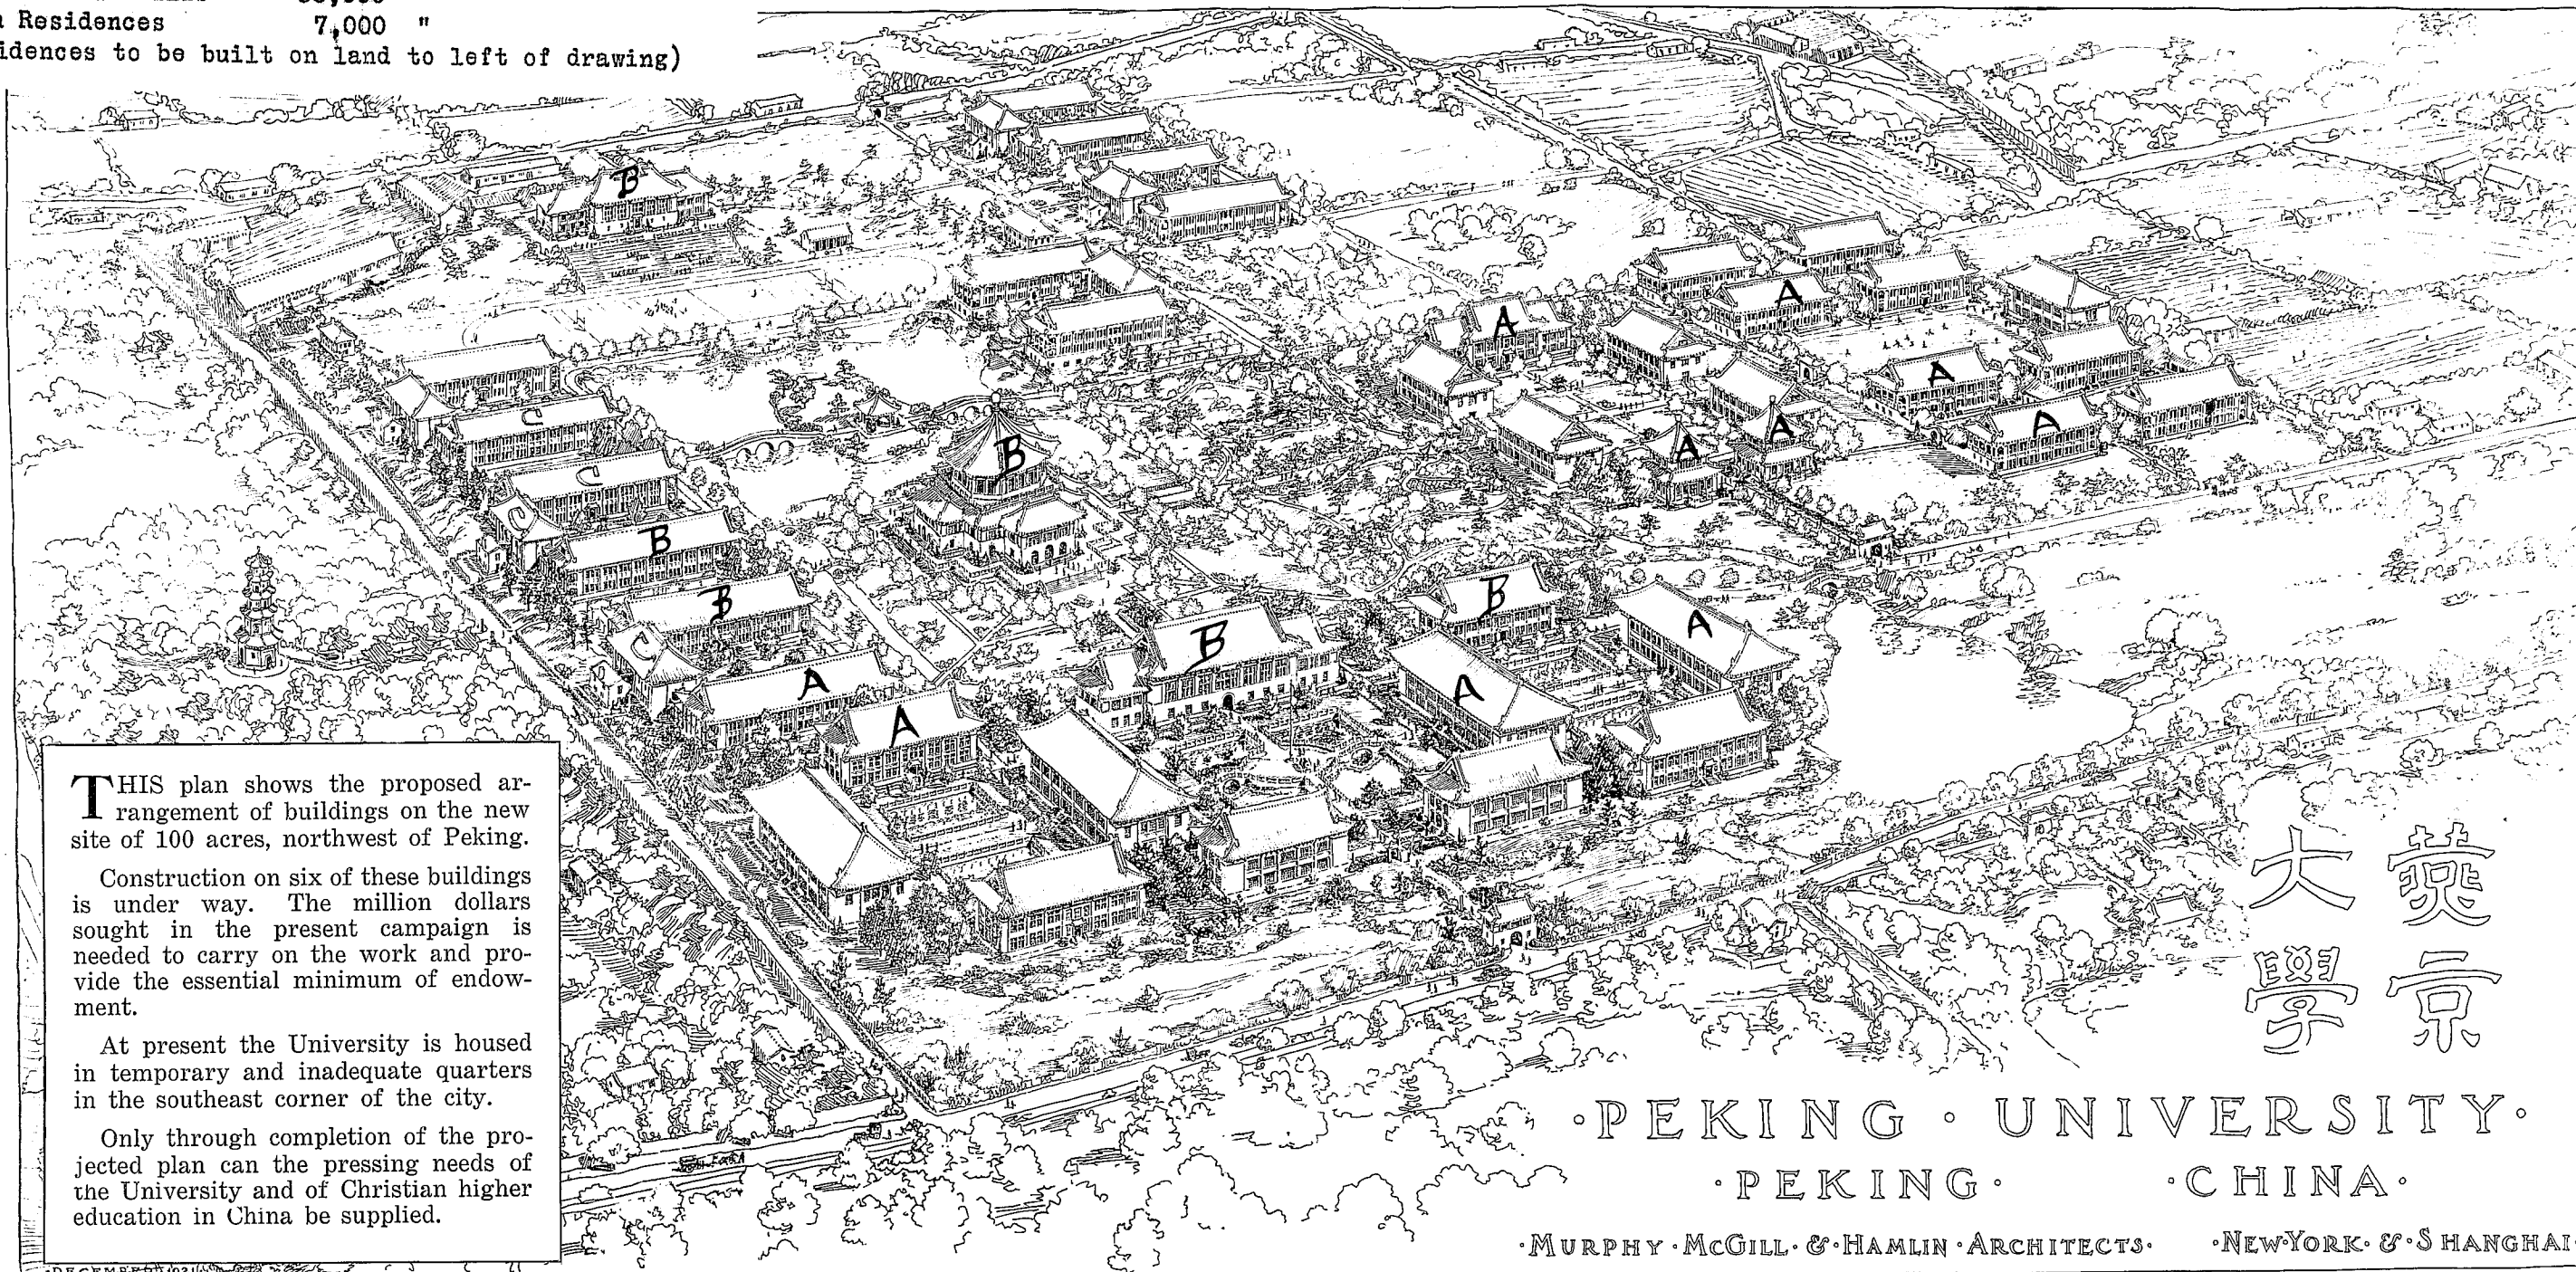 Residences 7,000 "
idences to be built on land to left of drawing)
B
A
A
A
A
A
A
A
B
C
C
C
B
B
C
A
A
B
B
A
A
THIS plan shows the proposed ar-
rangement of buildings on the new
site of 100 acres, northwest of Peking.
Construction on six of these buildings
is under way. The million dollars
sought in the present campaign is
needed to carry on the work and pro-
vide the essential minimum of endow-
ment.
At present the University is housed
in temporary and inadequate quarters
in the southeast corner of the city.
Only through completion of the pro-
jected plan can the pressing needs of
the University and of Christian higher
education in China be supplied.
燕京
大學
·PEKING·UNIVERSITY·
·PEKING· ·CHINA·
·MURPHY·McGILL·&·HAMLIN·ARCHITECTS· ·NEW·YORK·&·SHANGHAI·